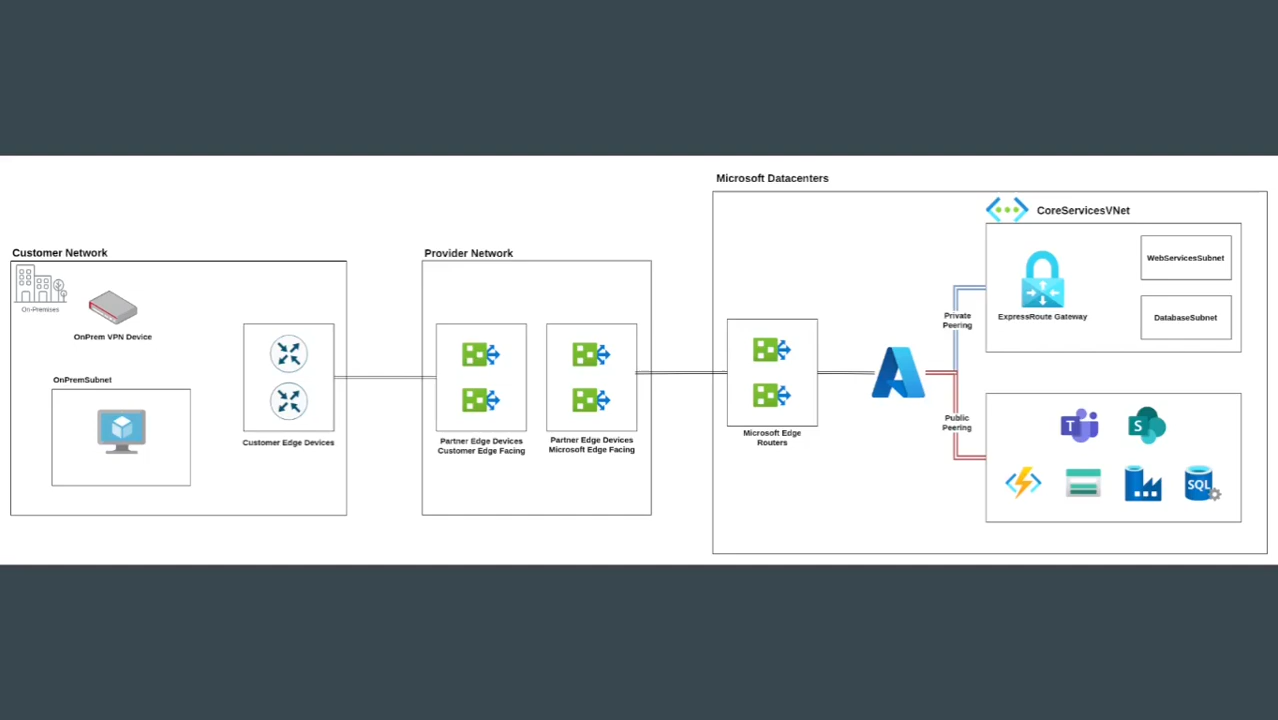 Microsoft Datacenters
CoreServicesVNet
Customer Network
Provider Network
On-Premises
OnPrem VPN Device
OnPremSubnet
Customer Edge Devices
Partner Edge Devices
Customer Edge Facing
Partner Edge Devices
Microsoft Edge Facing
Microsoft Edge
Routers
Private
Peering
Public
Peering
ExpressRoute Gateway
WebServicesSubnet
DatabaseSubnet
T
S
SQL